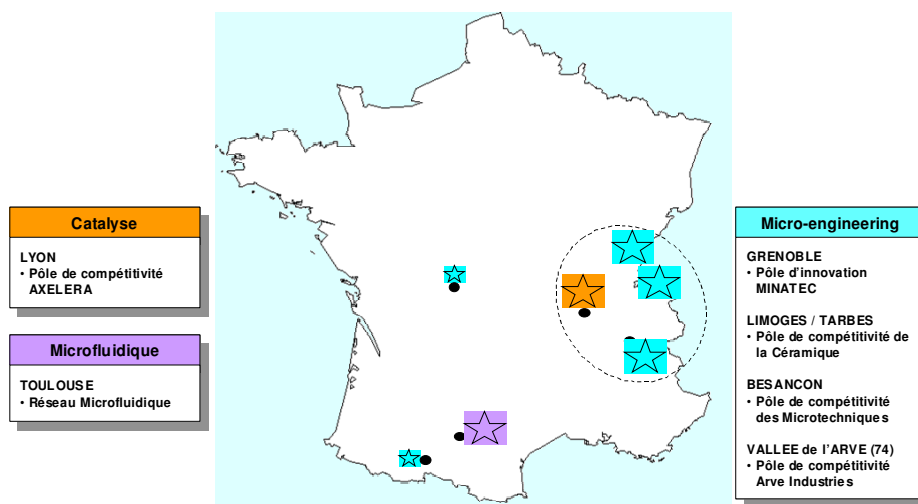 Catalyse
LYON
• Pôle de compétitivité
AXELERA
Microfluidique
TOULOUSE
• Réseau Microfluidique
Micro-engineering
GRENOBLE
• Pôle d'innovation
MINATEC
LIMOGES / TARBES
• Pôle de compétitivité de
la Céramique
BESANCON
• Pôle de compétitivité
des Microtechniques
VALLEE de l'ARVE (74)
• Pôle de compétitivité
Arve Industries